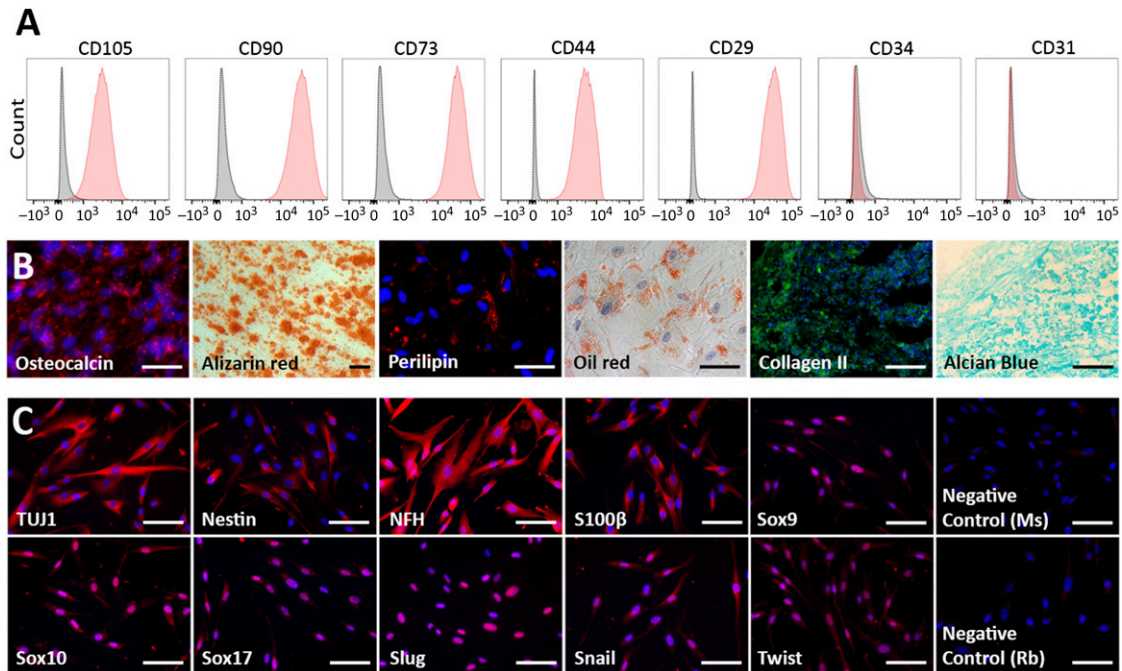 A
CD105 CD90 CD73 CD44 CD29 CD34 CD31
Count
−10³ 0 10³ 10⁴ 10⁵ −10³ 0 10³ 10⁴ 10⁵ −10³ 0 10³ 10⁴ 10⁵ −10³ 0 10³ 10⁴ 10⁵ −10³ 0 10³ 10⁴ 10⁵ −10³ 0 10³ 10⁴ 10⁵ −10³ 0 10³ 10⁴ 10⁵
B
Osteocalcin Alizarin red Perilipin Oil red Collagen II Alcian Blue
C
TUJ1 Nestin NFH S100β Sox9 Negative
Control (Ms)
Sox10 Sox17 Slug Snail Twist Negative
Control (Rb)